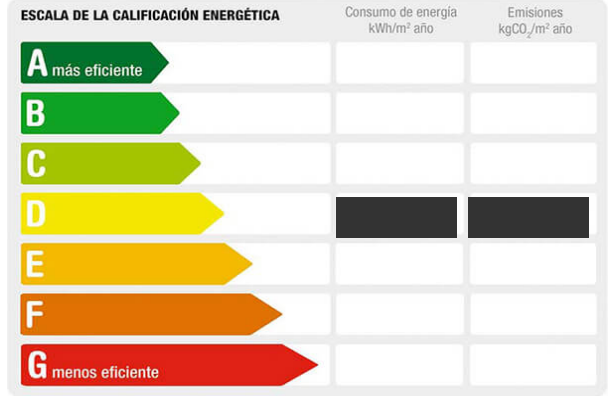 ESCALA DE LA CALIFICACIÓN ENERGÉTICA
Consumo de energía
kWh/m² año
Emisiones
kgCO₂/m² año
A más eficiente
B
C
D
E
F
G menos eficiente